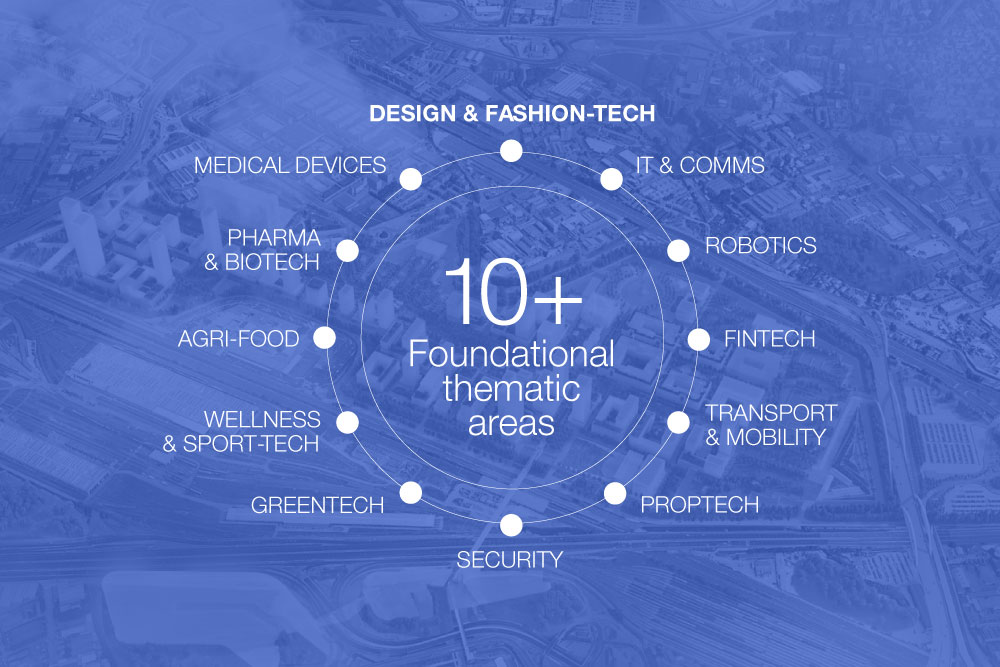 DESIGN & FASHION-TECH
IT & COMMS
ROBOTICS
FINTECH
TRANSPORT
& MOBILITY
PROPTECH
SECURITY
GREENTECH
WELLNESS
& SPORT-TECH
AGRI-FOOD
PHARMA
& BIOTECH
MEDICAL DEVICES
10+
Foundational
thematic
areas